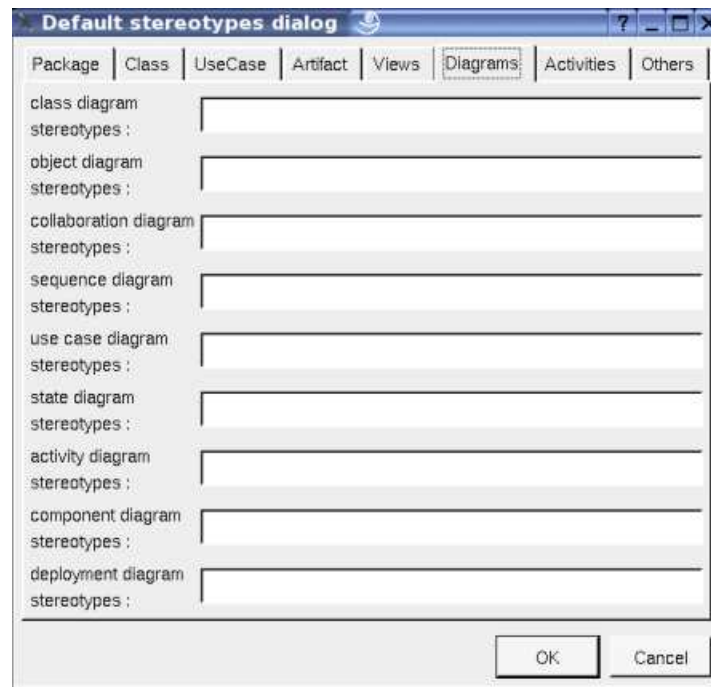 Default stereotypes dialog ?
Package Class UseCase Artifact Views Diagrams Activities Others
class diagram
stereotypes :
object diagram
stereotypes :
collaboration diagram
stereotypes :
sequence diagram
stereotypes :
use case diagram
stereotypes :
state diagram
stereotypes :
activity diagram
stereotypes :
component diagram
stereotypes :
deployment diagram
stereotypes :
OK Cancel